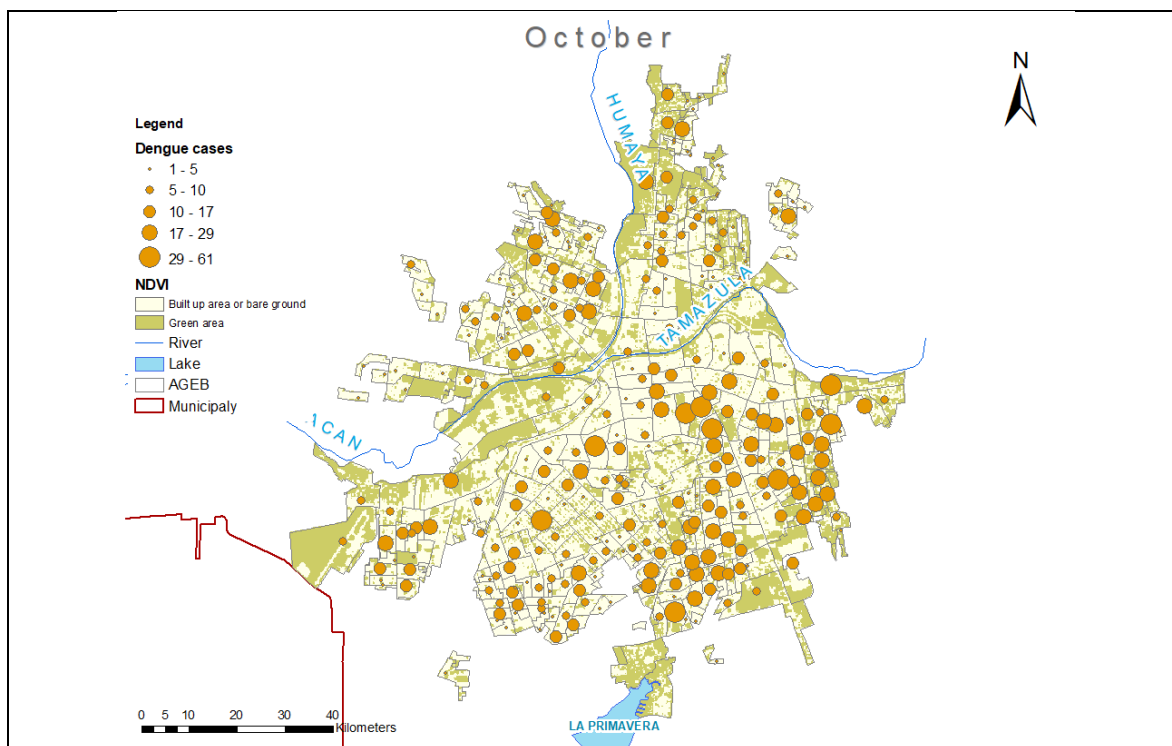 October
N
HUMAYA
Legend
Dengue cases
1 - 5
5 - 10
10 - 17
17 - 29
29 - 61
NDVI
Built up area or bare ground
Green area
River
Lake
AGEB
Municipaly
TAMAZULA
ACAN
LA PRIMAVERA
0 5 10 20 30 40
Kilometers